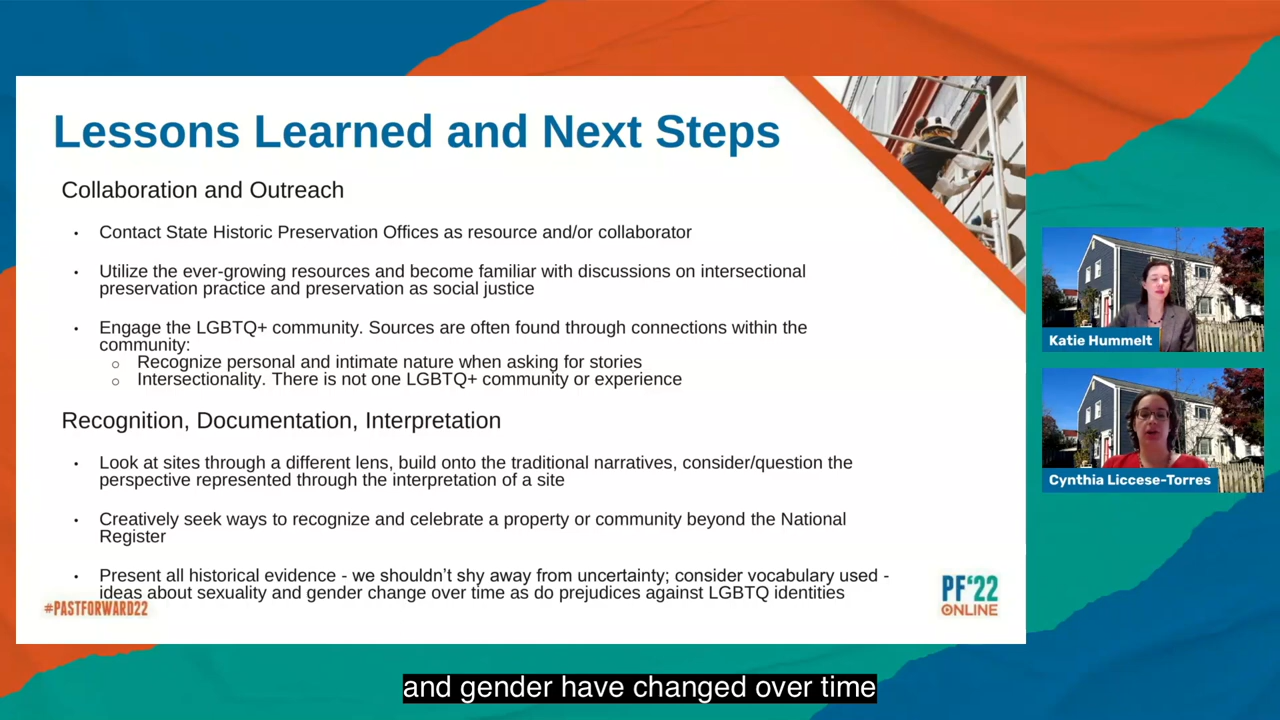 Lessons Learned and Next Steps
Collaboration and Outreach
• Contact State Historic Preservation Offices as resource and/or collaborator
• Utilize the ever-growing resources and become familiar with discussions on intersectional
preservation practice and preservation as social justice
• Engage the LGBTQ+ community. Sources are often found through connections within the
community:
○ Recognize personal and intimate nature when asking for stories
○ Intersectionality. There is not one LGBTQ+ community or experience
Recognition, Documentation, Interpretation
• Look at sites through a different lens, build onto the traditional narratives, consider/question the
perspective represented through the interpretation of a site
• Creatively seek ways to recognize and celebrate a property or community beyond the National
Register
• Present all historical evidence - we shouldn't shy away from uncertainty; consider vocabulary used -
ideas about sexuality and gender change over time as do prejudices against LGBTQ identities
#PASTFORWARD22
PF'22
ONLINE
Katie Hummelt
Cynthia Liccese-Torres
and gender have changed over time